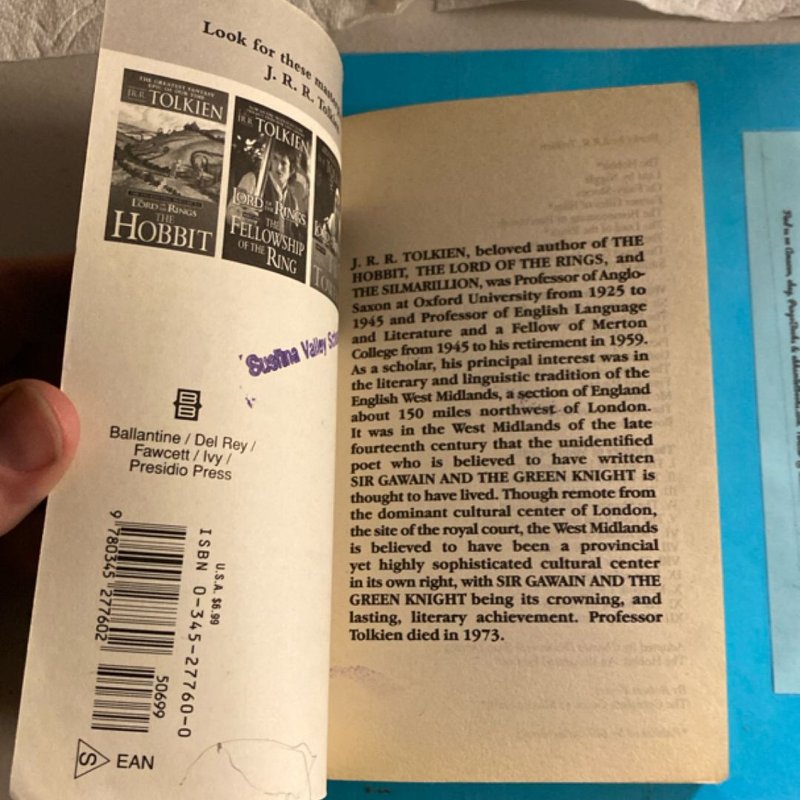 Look for these
J. R. R. Tolkien
THE GREATEST FANTASY
EPIC OF OUR TIME
J.R.R. TOLKIEN
LORD OF THE RINGS
THE
HOBBIT
J.R.R. TOLKIEN
THE
LORD OF THE RINGS
THE
FELLOWSHIP
OF THE
RING
Susitna Valley
Ballantine / Del Rey /
Fawcett / Ivy /
Presidio Press
U.S.A. $6.99
ISBN 0-345-27760-0
9 780345 277602
50699
S EAN
J. R. R. TOLKIEN, beloved author of THE
HOBBIT, THE LORD OF THE RINGS, and
THE SILMARILLION, was Professor of Anglo-
Saxon at Oxford University from 1925 to
1945 and Professor of English Language
and Literature and a Fellow of Merton
College from 1945 to his retirement in 1959.
As a scholar, his principal interest was in
the literary and linguistic tradition of the
English West Midlands, a section of England
about 150 miles northwest of London.
It was in the West Midlands of the late
fourteenth century that the unidentified
poet who is believed to have written
SIR GAWAIN AND THE GREEN KNIGHT is
thought to have lived. Though remote from
the dominant cultural center of London,
the site of the royal court, the West Midlands
is believed to have been a provincial
yet highly sophisticated cultural center
in its own right, with SIR GAWAIN AND THE
GREEN KNIGHT being its crowning, and
lasting, literary achievement. Professor
Tolkien died in 1973.